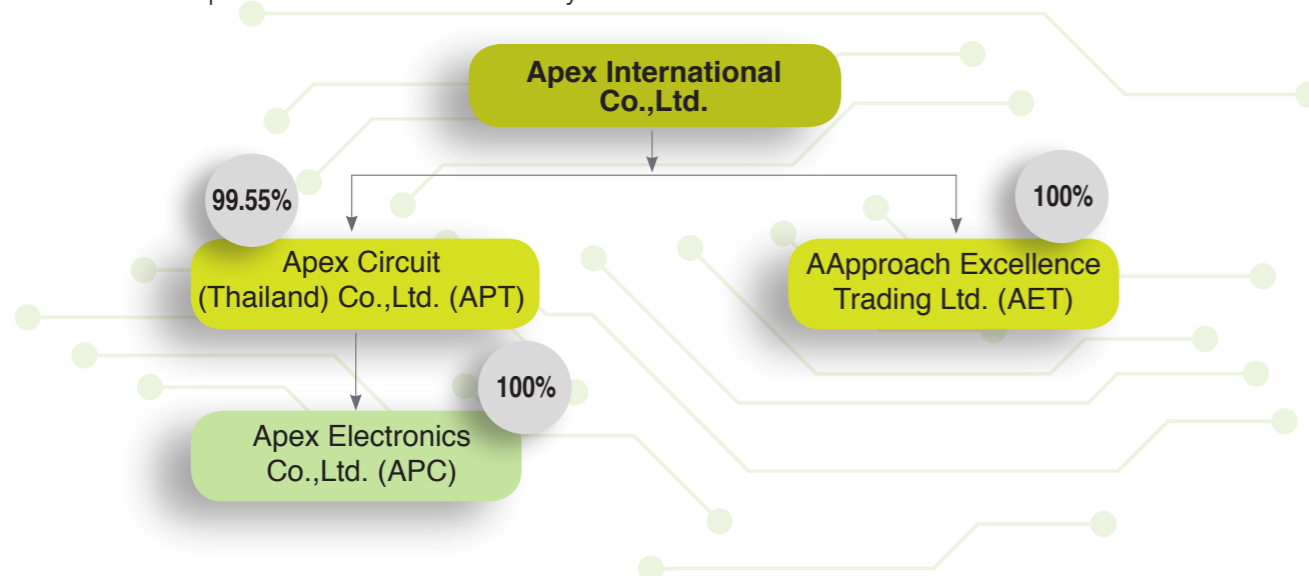 Apex International
Co.,Ltd.
99.55%
100%
Apex Circuit
(Thailand) Co.,Ltd. (APT)
AApproach Excellence
Trading Ltd. (AET)
100%
Apex Electronics
Co.,Ltd. (APC)